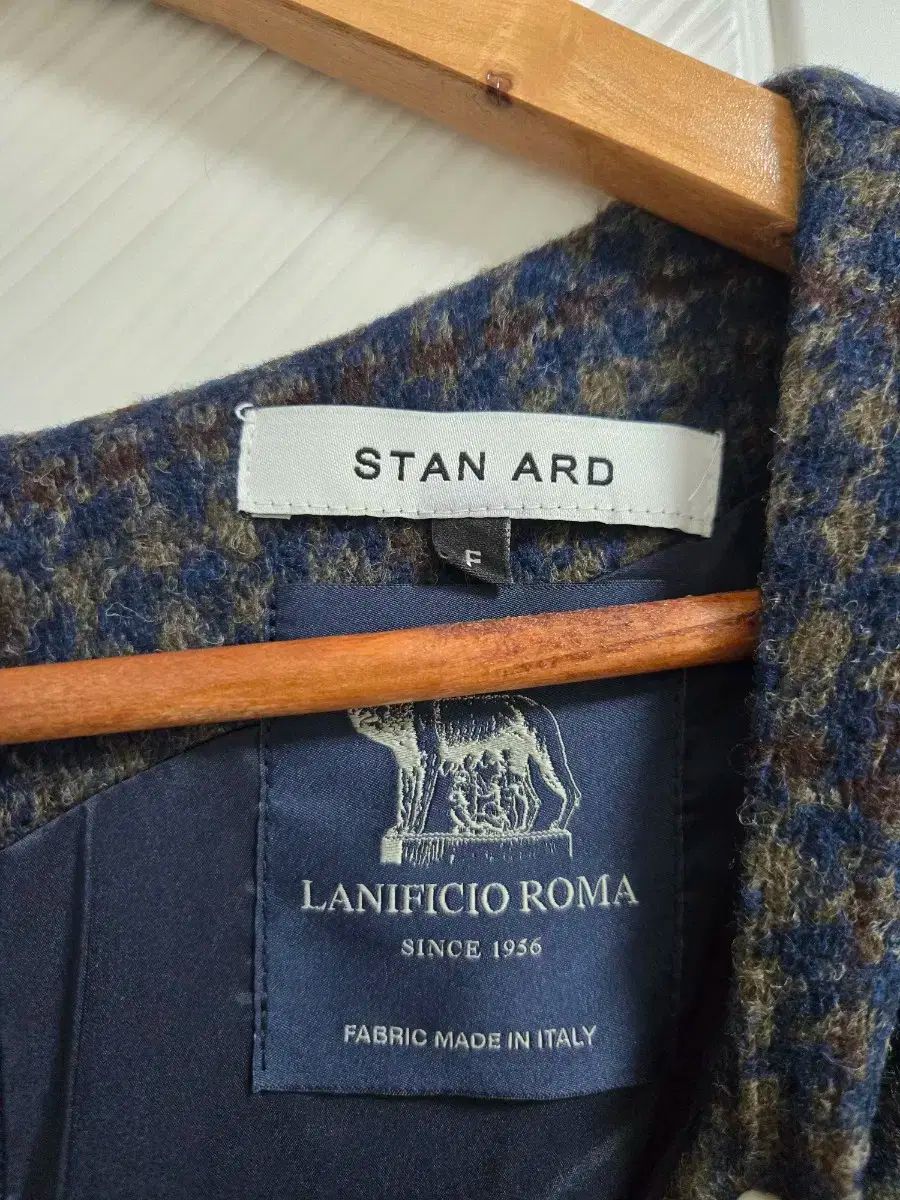 STAN ARD
F
LANIFICIO ROMA
SINCE 1956
FABRIC MADE IN ITALY